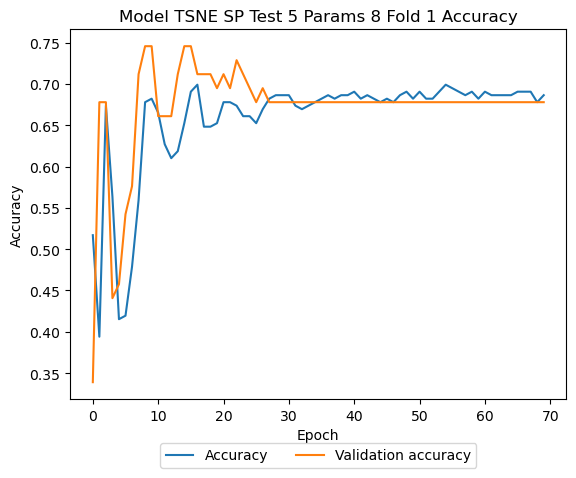 Model TSNE SP Test 5 Params 8 Fold 1 Accuracy
0.75
0.70
0.65
0.60
0.55
0.50
0.45
0.40
0.35
Accuracy
0 10 20 30 40 50 60 70
Epoch
Accuracy Validation accuracy